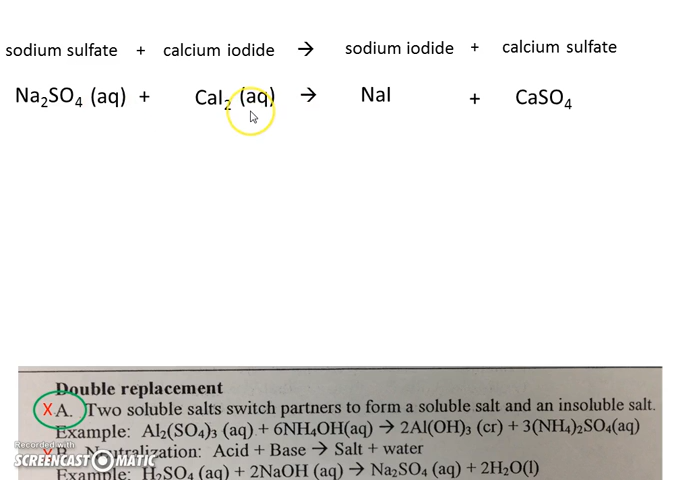 sodium sulfate + calcium iodide → sodium iodide + calcium sulfate
Na₂SO₄ (aq) + CaI₂ (aq) → NaI + CaSO₄
Double replacement
X A. Two soluble salts switch partners to form a soluble salt and an insoluble salt.
Example: Al₂(SO₄)₃ (aq) + 6NH₄OH(aq) → 2Al(OH)₃ (cr) + 3(NH₄)₂SO₄(aq)
Recorded with
X B. Neutralization: Acid + Base → Salt + water
SCREENCAST O MATIC
Example: H₂SO₄ (aq) + 2NaOH (aq) → Na₂SO₄ (aq) + 2H₂O(l)